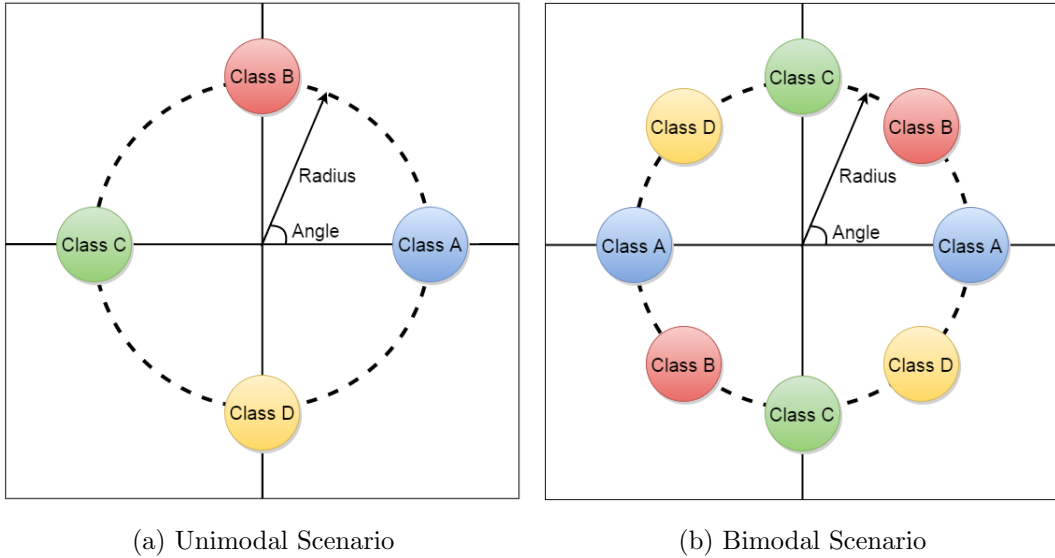 Class B
Radius
Angle
Class C
Class A
Class D
(a) Unimodal Scenario
Class C
Class D
Class B
Radius
Angle
Class A
Class A
Class B
Class D
Class C
(b) Bimodal Scenario